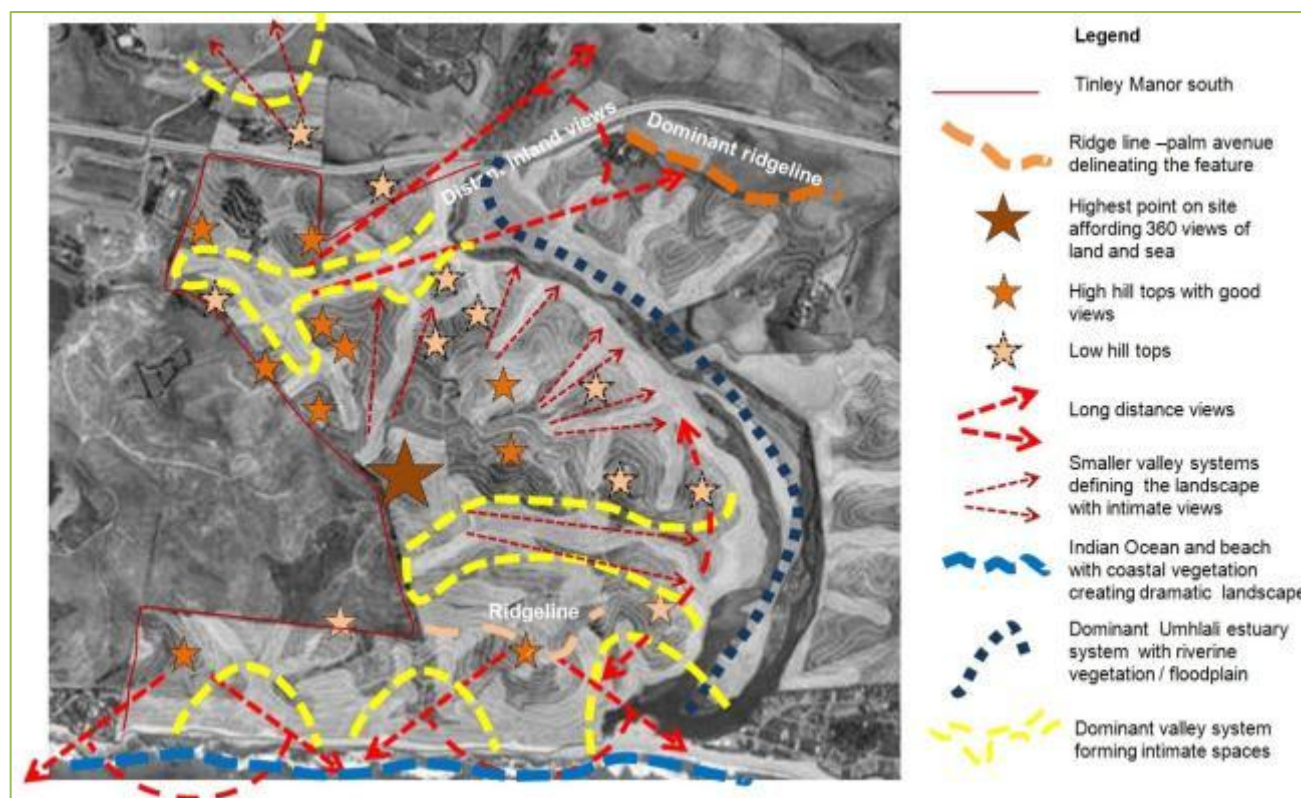 Legend
Tinley Manor south
Ridge line –palm avenue
delineating the feature
Highest point on site
affording 360 views of
land and sea
High hill tops with good
views
Low hill tops
Long distance views
Smaller valley systems
defining the landscape
with intimate views
Indian Ocean and beach
with coastal vegetation
creating dramatic landscape
Dominant Umhlali estuary
system with riverine
vegetation / floodplain
Dominant valley system
forming intimate spaces
Distant Inland views
Dominant ridgeline
Ridgeline